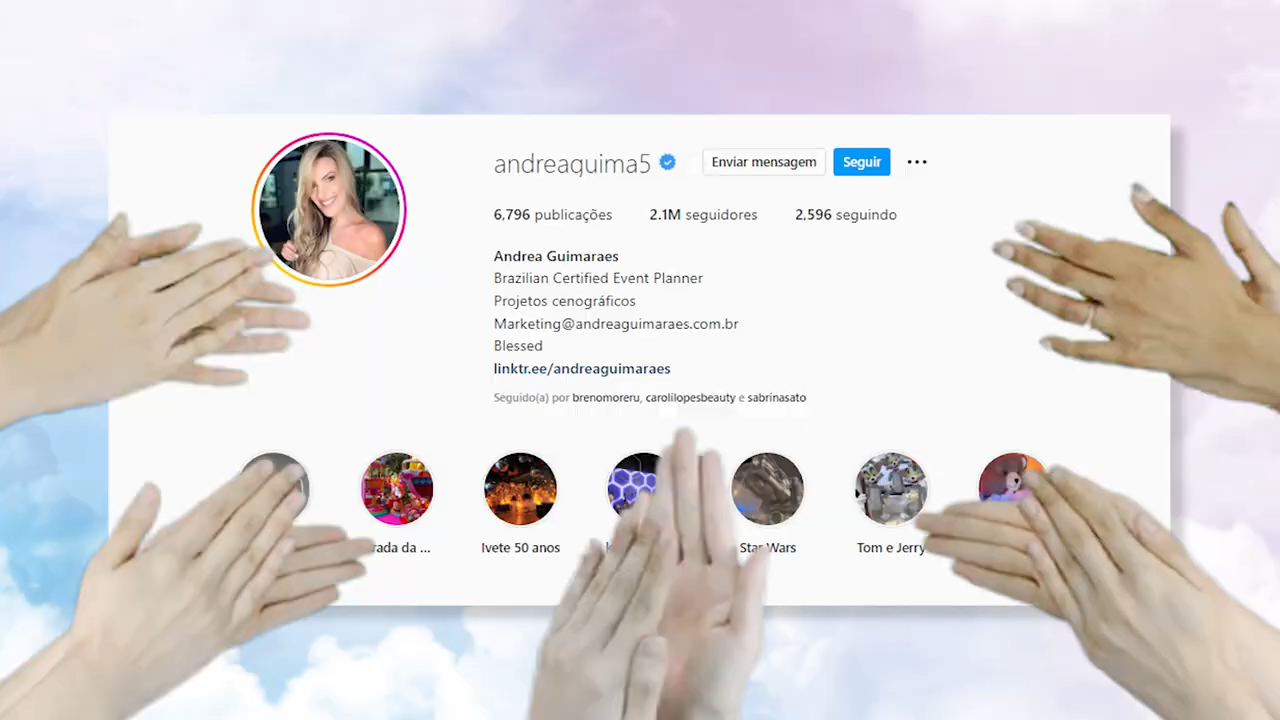 andreaguima5 Enviar mensagem Seguir
6,796 publicações 2.1M seguidores 2,596 seguindo
Andrea Guimaraes
Brazilian Certified Event Planner
Projetos cenográficos
Marketing@andreaguimaraes.com.br
Blessed
linktr.ee/andreaguimaraes
Seguido(a) por brenomoreru, carolilopesbeauty e sabrinasato
rada da ... Ivete 50 anos Star Wars Tom e Jerry